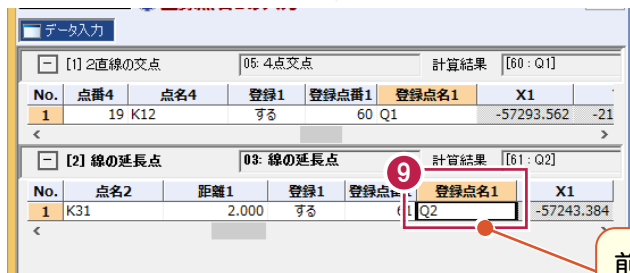 データ入力
[1] 2直線の交点 05: 4点交点 計算結果 [60 : Q1]
No. 点番4 点名4 登録1 登録点番1 登録点名1 X1
1 19 K12 する 60 Q1 -57293.562 -21
[2] 線の延長点 03: 線の延長点 計算結果 [61 : Q2]
9
No. 点名2 距離1 登録1 登録点番1 登録点名1 X1
1 K31 2.000 する 61 Q2 -57243.384
前